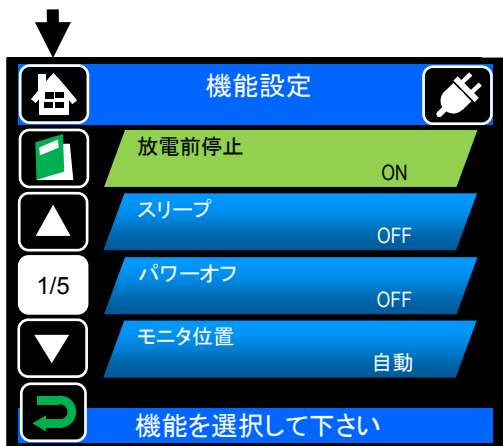 機能設定
放電前停止
ON
スリープ
OFF
1/5
パワーオフ
OFF
モニタ位置
自動
機能を選択して下さい